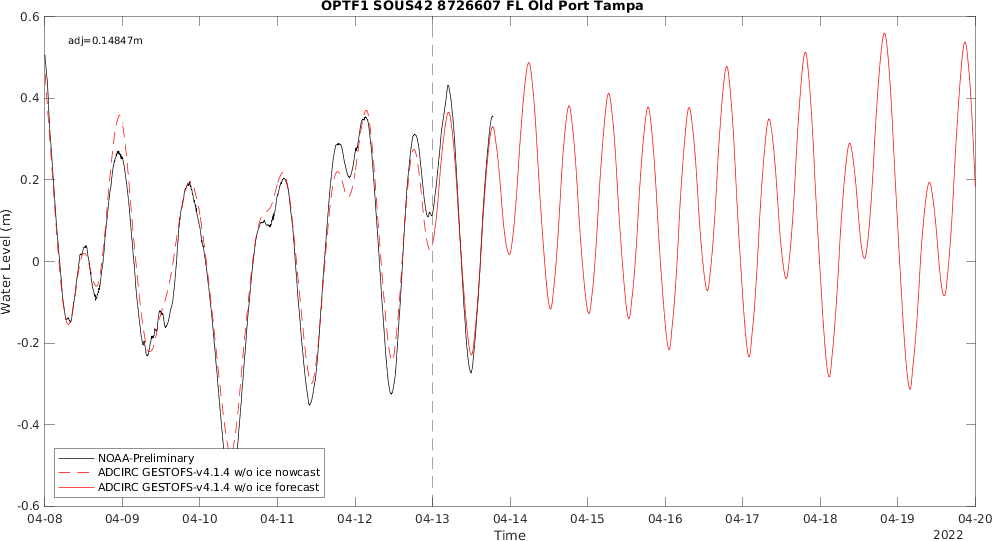 OPTF1 SOUS42 8726607 FL Old Port Tampa
adj=0.14847m
0.6
0.4
0.2
0
-0.2
-0.4
-0.6
Water Level (m)
NOAA-Preliminary
ADCIRC GESTOFS-v4.1.4 w/o ice nowcast
ADCIRC GESTOFS-v4.1.4 w/o ice forecast
04-08 04-09 04-10 04-11 04-12 04-13 04-14 04-15 04-16 04-17 04-18 04-19 04-20
Time
2022